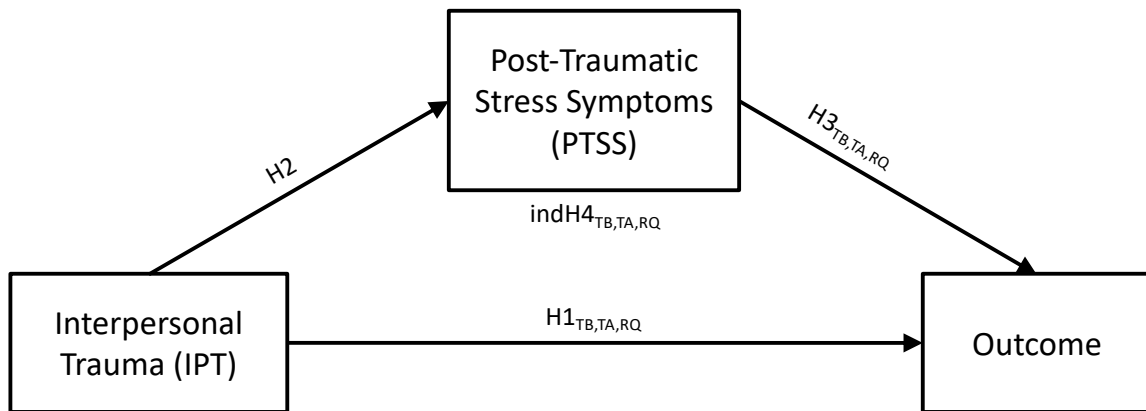 Post-Traumatic
Stress Symptoms
(PTSS)
H2
H3TB,TA,RQ
indH4TB,TA,RQ
Interpersonal
Trauma (IPT)
H1TB,TA,RQ
Outcome